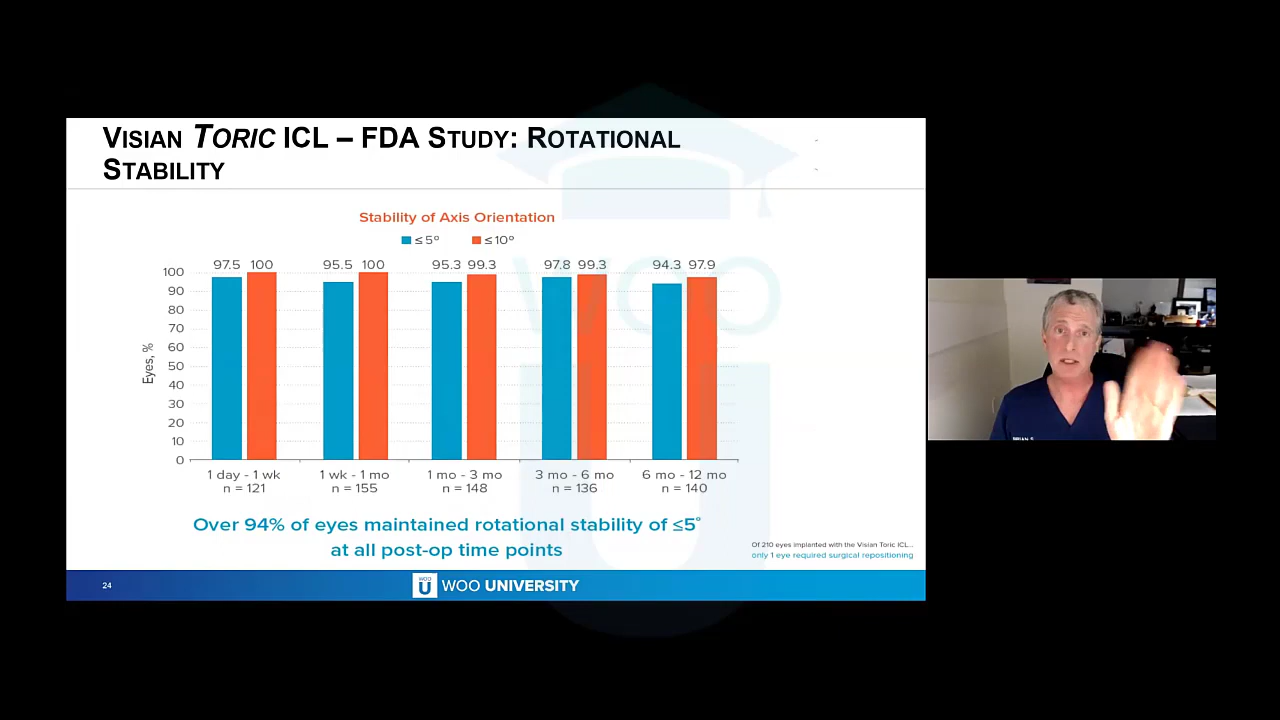 VISIAN TORIC ICL – FDA STUDY: ROTATIONAL
STABILITY
Stability of Axis Orientation
≤ 5º ≤ 10º
97.5 100 95.5 100 95.3 99.3 97.8 99.3 94.3 97.9
100
90
80
70
60
50
40
30
20
10
0
Eyes, %
1 day - 1 wk 1 wk - 1 mo 1 mo - 3 mo 3 mo - 6 mo 6 mo - 12 mo
n = 121 n = 155 n = 148 n = 136 n = 140
Over 94% of eyes maintained rotational stability of ≤5˚
at all post-op time points
Of 210 eyes implanted with the Visian Toric ICL...
only 1 eye required surgical repositioning
24
WOO
U
WOO UNIVERSITY
WOO
U